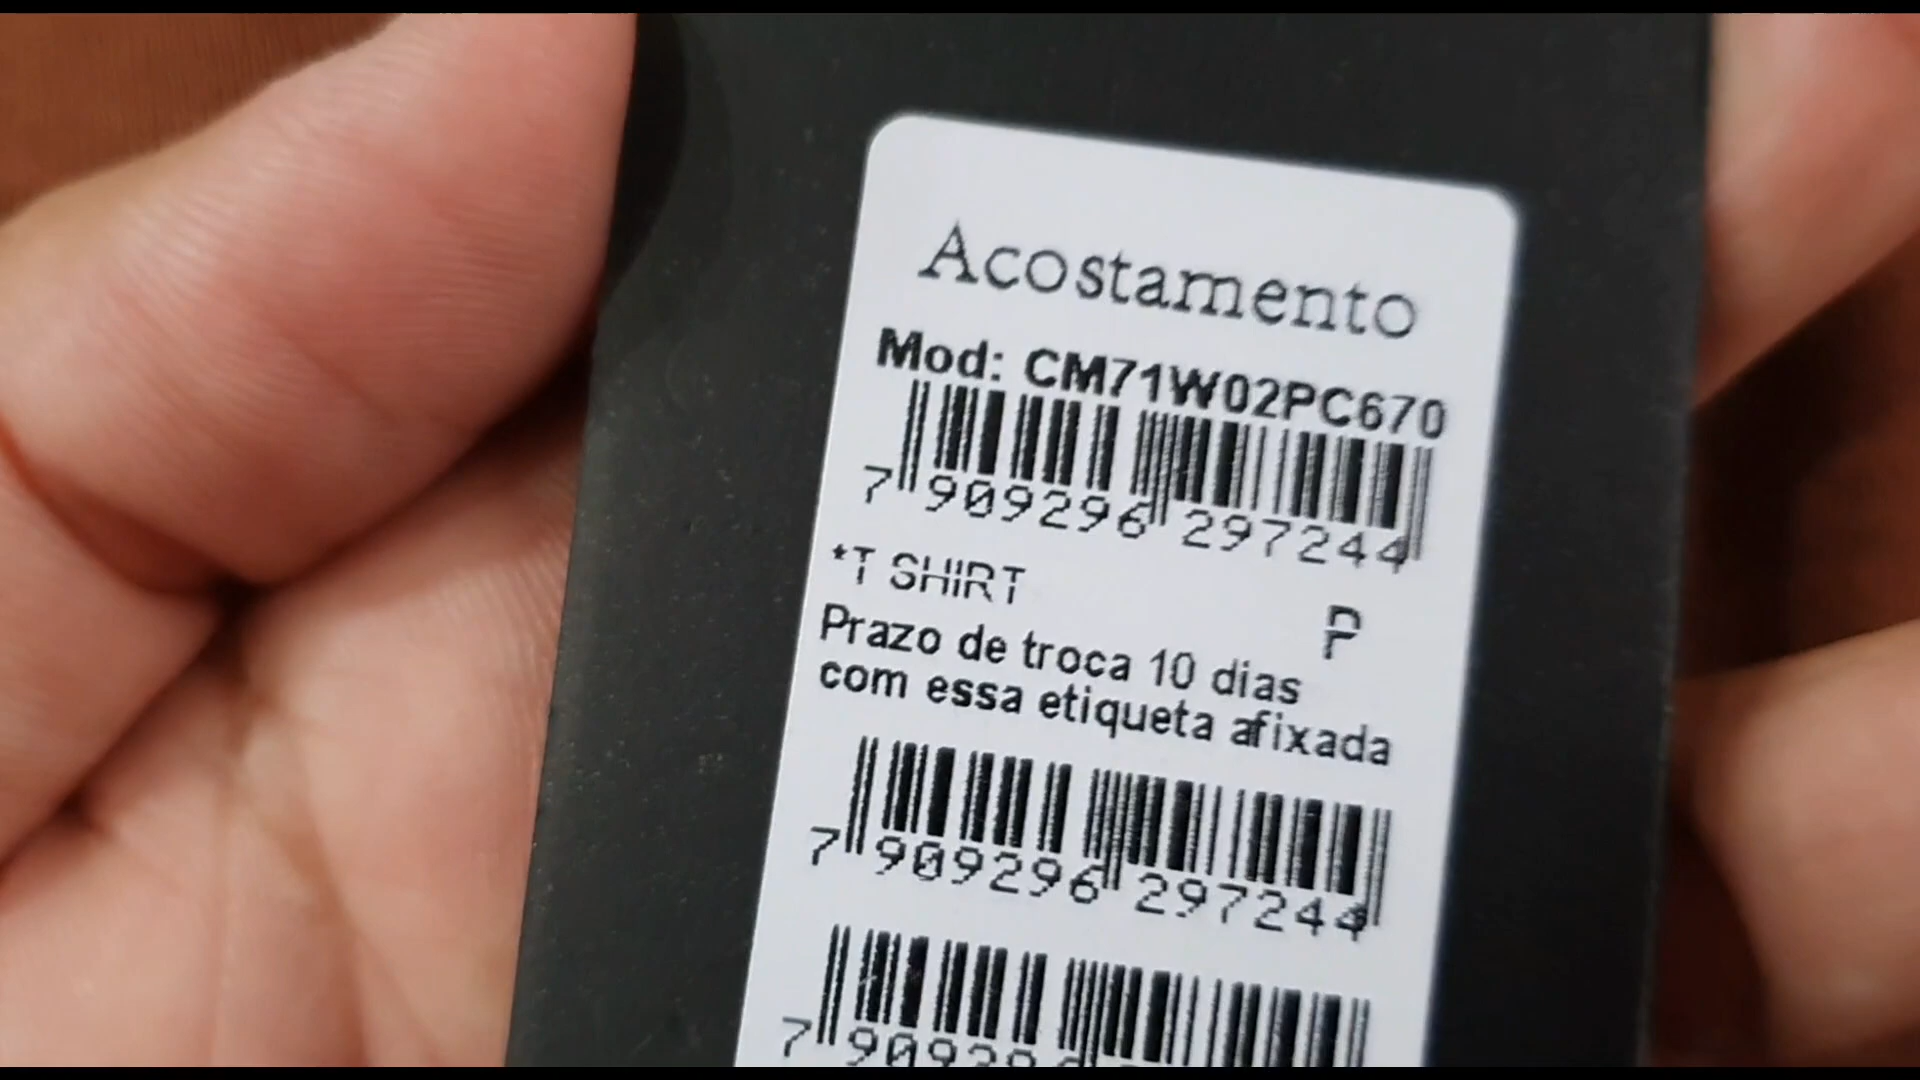 Acostamento
Mod: CM71W02PC670
7 909296 297244
*T SHIRT
P
Prazo de troca 10 dias
com essa etiqueta afixada
7 909296 297244